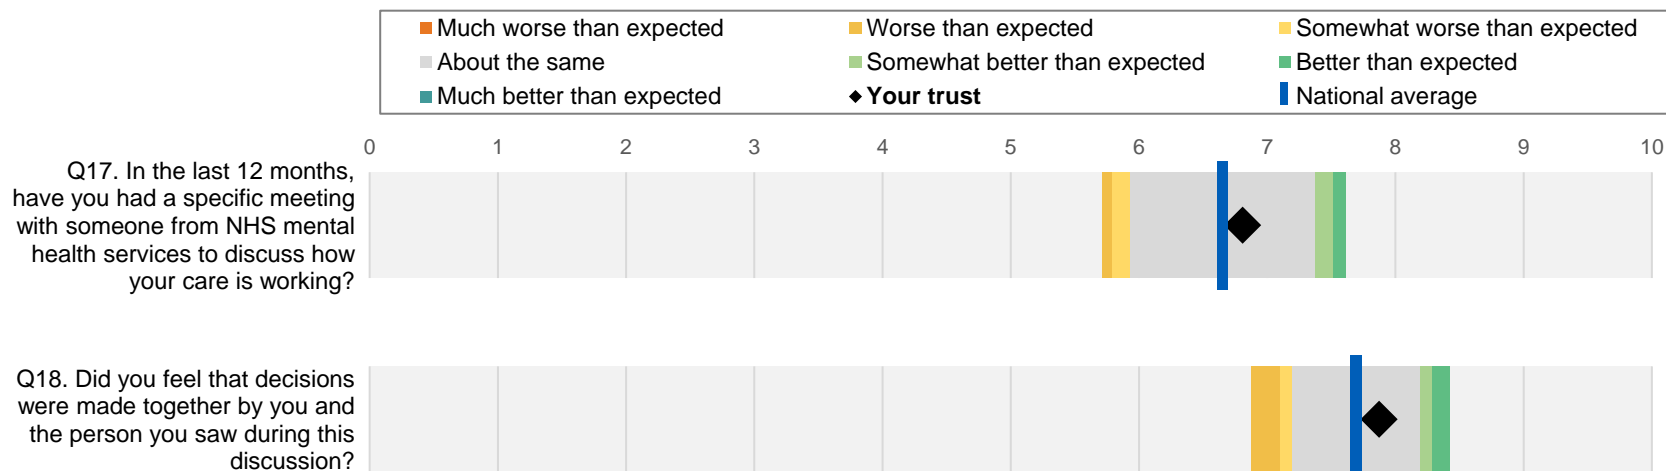 Much worse than expected
Worse than expected
Somewhat worse than expected
About the same
Somewhat better than expected
Better than expected
Much better than expected
Your trust
National average
0 1 2 3 4 5 6 7 8 9 10
Q17. In the last 12 months,
have you had a specific meeting
with someone from NHS mental
health services to discuss how
your care is working?
Q18. Did you feel that decisions
were made together by you and
the person you saw during this
discussion?